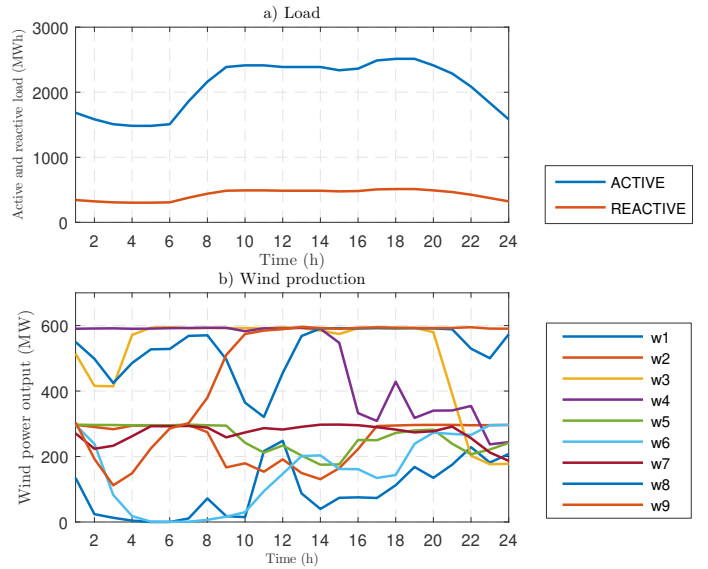 a) Load
Active and reactive load (MWh)
3000
2000
1000
0
2 4 6 8 10 12 14 16 18 20 22 24
Time (h)
ACTIVE
REACTIVE
b) Wind production
Wind power output (MW)
600
400
200
0
2 4 6 8 10 12 14 16 18 20 22 24
Time (h)
w1
w2
w3
w4
w5
w6
w7
w8
w9